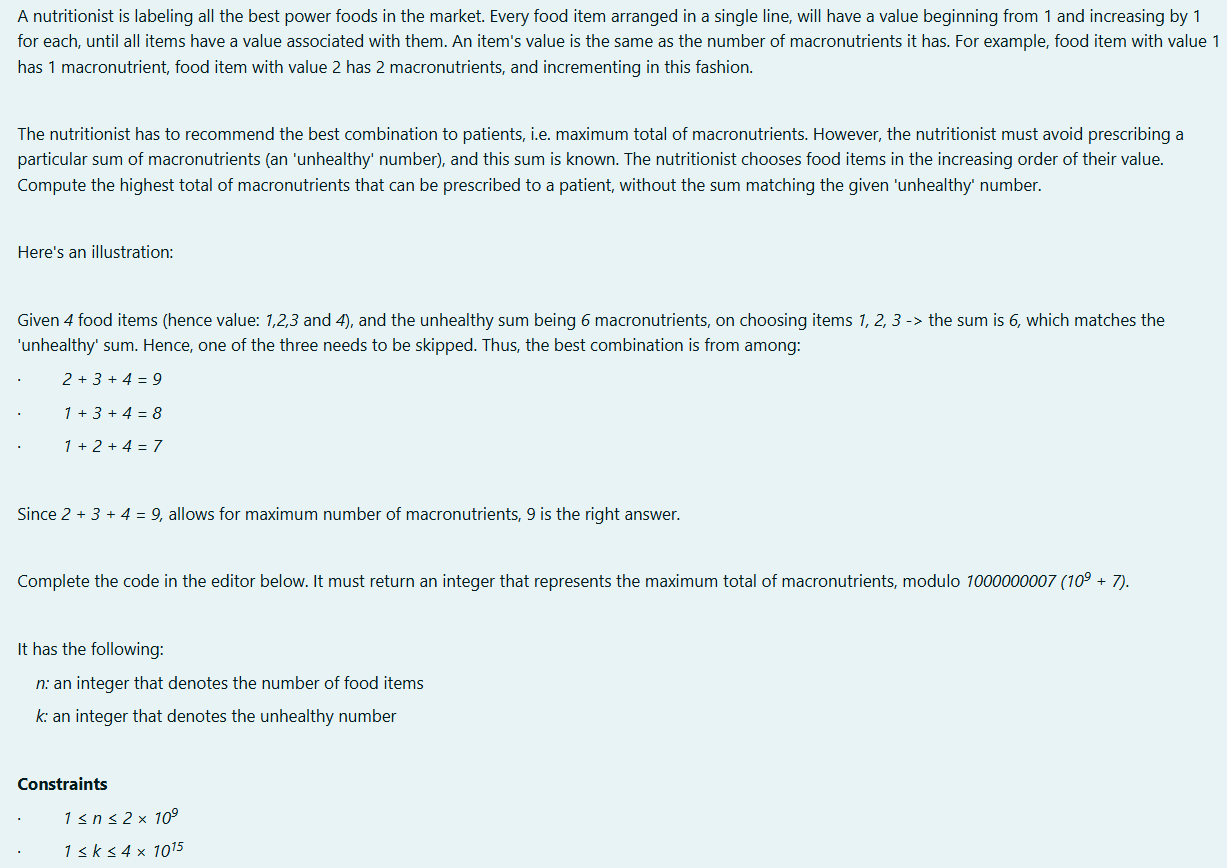 A nutritionist is labeling all the best power foods in the market. Every food item arranged in a single line, will have a value beginning from 1 and increasing by 1
for each, until all items have a value associated with them. An item's value is the same as the number of macronutrients it has. For example, food item with value 1
has 1 macronutrient, food item with value 2 has 2 macronutrients, and incrementing in this fashion.
The nutritionist has to recommend the best combination to patients, i.e. maximum total of macronutrients. However, the nutritionist must avoid prescribing a
particular sum of macronutrients (an 'unhealthy' number), and this sum is known. The nutritionist chooses food items in the increasing order of their value.
Compute the highest total of macronutrients that can be prescribed to a patient, without the sum matching the given 'unhealthy' number.
Here's an illustration:
Given 4 food items (hence value: 1,2,3 and 4), and the unhealthy sum being 6 macronutrients, on choosing items 1, 2, 3 -> the sum is 6, which matches the
'unhealthy' sum. Hence, one of the three needs to be skipped. Thus, the best combination is from among:
· 2 + 3 + 4 = 9
· 1 + 3 + 4 = 8
· 1 + 2 + 4 = 7
Since 2 + 3 + 4 = 9, allows for maximum number of macronutrients, 9 is the right answer.
Complete the code in the editor below. It must return an integer that represents the maximum total of macronutrients, modulo 1000000007 (10⁹ + 7).
It has the following:
n: an integer that denotes the number of food items
k: an integer that denotes the unhealthy number
Constraints
· 1 ≤ n ≤ 2 × 10⁹
· 1 ≤ k ≤ 4 × 10¹⁵